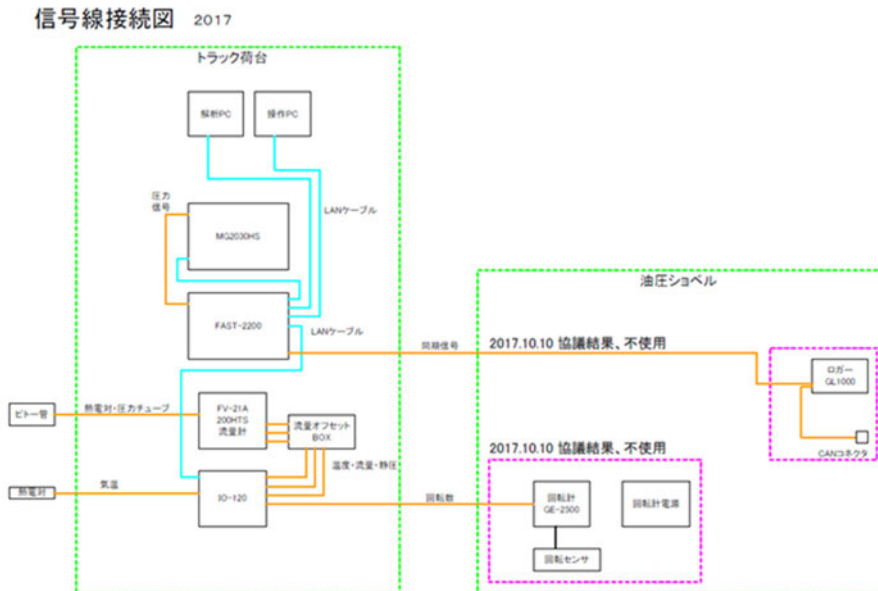 信号線接続図 2017
トラック荷台
解析PC
操作PC
圧力
信号
LANケーブル
MG2030HS
油圧ショベル
FAST-2200
LANケーブル
同期信号
2017.10.10 協議結果、不使用
ロガー
GL1000
ピトー管
熱電対・圧力チューブ
FV-21A
200HTS
流量計
流量オフセット
BOX
CANコネクタ
2017.10.10 協議結果、不使用
温度・流量・静圧
熱電対
気温
IO-120
回転数
回転計
GE-2500
回転計電源
回転センサ